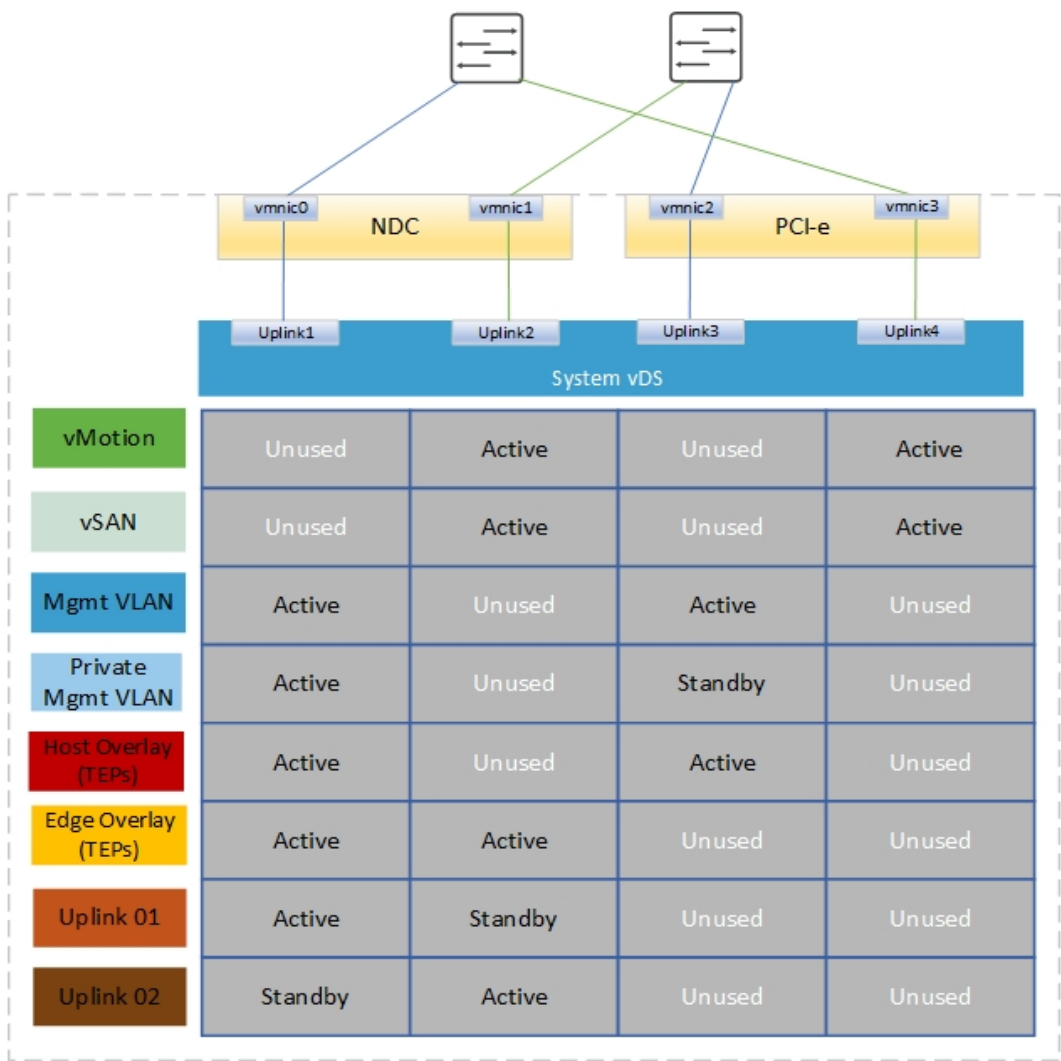 vmnic0 vmnic1 vmnic2 vmnic3
NDC PCI-e
Uplink1 Uplink2 Uplink3 Uplink4
System vDS
vMotion Unused Active Unused Active
vSAN Unused Active Unused Active
Mgmt VLAN Active Unused Active Unused
Private
Mgmt VLAN Active Unused Standby Unused
Host Overlay
(TEPs) Active Unused Active Unused
Edge Overlay
(TEPs) Active Active Unused Unused
Uplink 01 Active Standby Unused Unused
Uplink 02 Standby Active Unused Unused